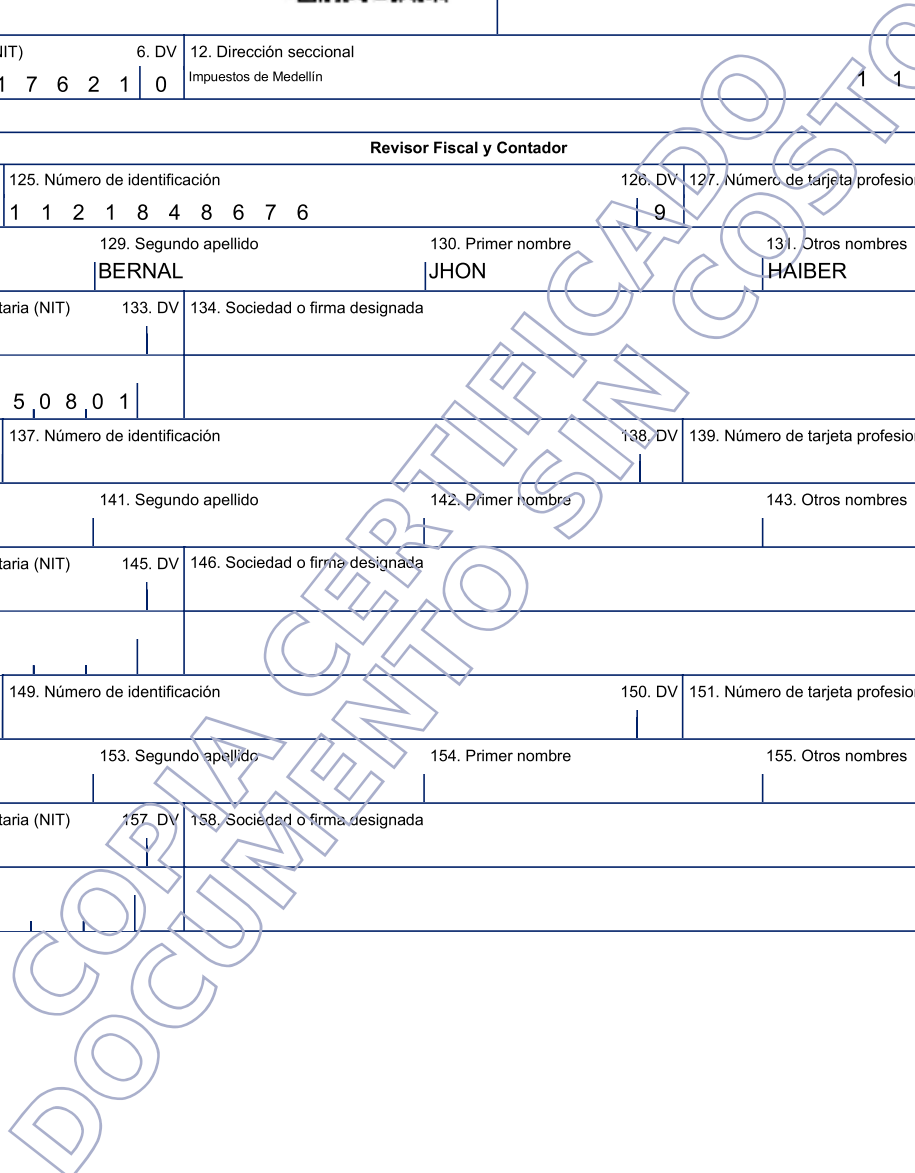 NIT) 6. DV 12. Dirección seccional
1 7 6 2 1 0 Impuestos de Medellín 1 1
Revisor Fiscal y Contador
125. Número de identificación 126. DV 127. Número de tarjeta profesio
1 1 2 1 8 4 8 6 7 6 9
129. Segundo apellido 130. Primer nombre 131. Otros nombres
BERNAL JHON HAIBER
taria (NIT) 133. DV 134. Sociedad o firma designada
5 0 8 0 1
137. Número de identificación 138. DV 139. Número de tarjeta profesio
141. Segundo apellido 142. Primer nombre 143. Otros nombres
taria (NIT) 145. DV 146. Sociedad o firma designada
149. Número de identificación 150. DV 151. Número de tarjeta profesio
153. Segundo apellido 154. Primer nombre 155. Otros nombres
taria (NIT) 157. DV 158. Sociedad o firma designada
COPIA CERTIFICADO
DOCUMENTO SIN COSTO